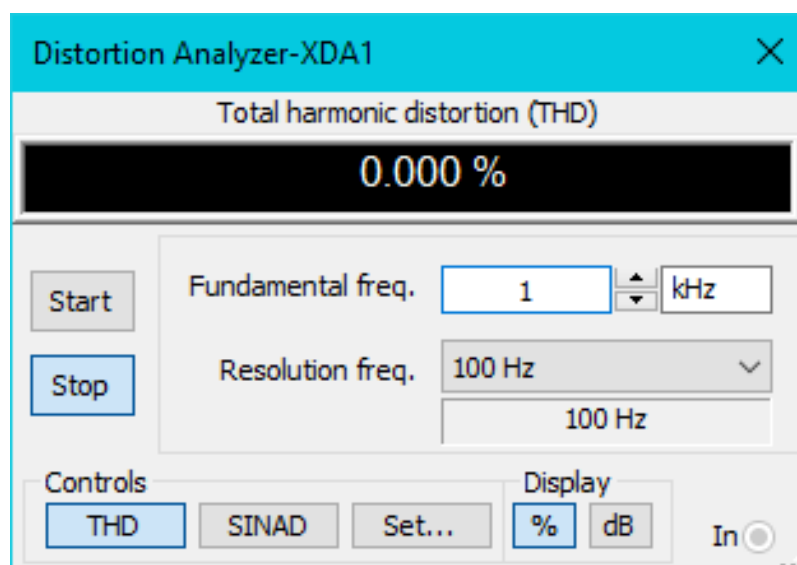 Distortion Analyzer-XDA1
Total harmonic distortion (THD)
0.000 %
Start
Fundamental freq. 1 kHz
Stop
Resolution freq. 100 Hz
100 Hz
Controls
THD SINAD Set...
Display
% dB
In